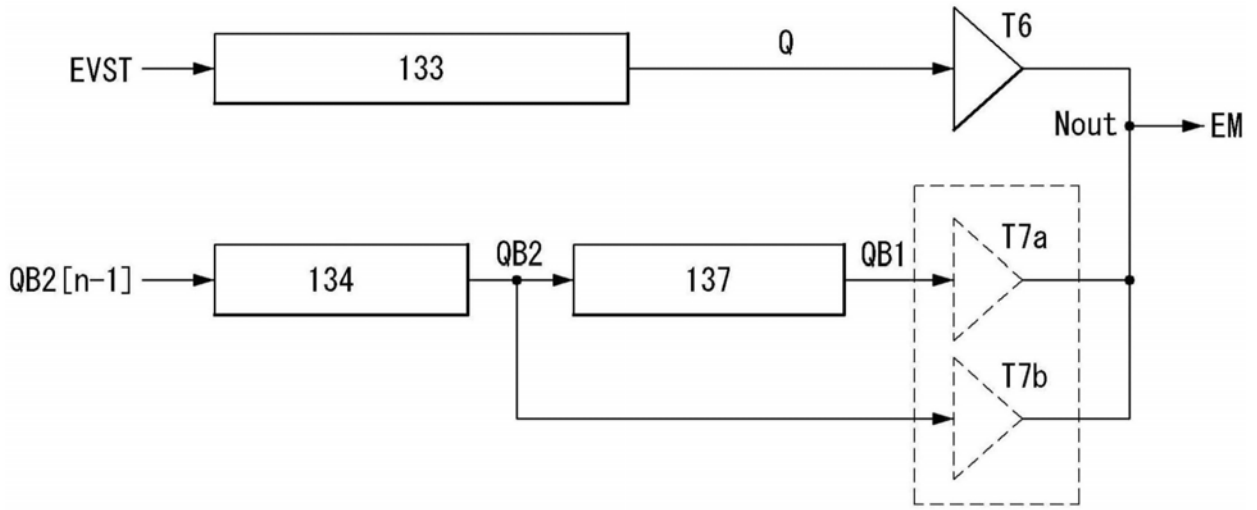 T6
Q
EVST
133
Nout
EM
T7a
QB2
QB1
QB2[n-1]
134
137
T7b